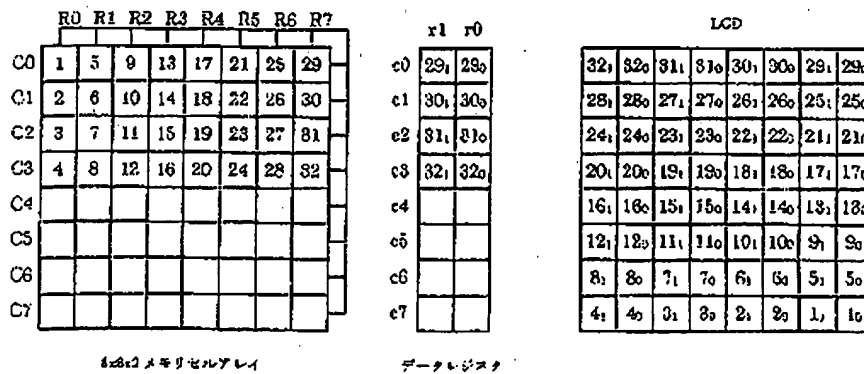 R0 R1 R2 R3 R4 R5 R6 R7
r1 r0
LCD
C0 1 5 9 13 17 21 25 29
c0 29₁ 29₀
32₁ 32₀ 31₁ 31₀ 30₁ 30₀ 29₁ 29₀
C1 2 6 10 14 18 22 26 30
c1 30₁ 30₀
28₁ 28₀ 27₁ 27₀ 26₁ 26₀ 25₁ 25₀
C2 3 7 11 15 19 23 27 31
c2 31₁ 31₀
24₁ 24₀ 23₁ 23₀ 22₁ 22₀ 21₁ 21₀
C3 4 8 12 16 20 24 28 32
c3 32₁ 32₀
20₁ 20₀ 19₁ 19₀ 18₁ 18₀ 17₁ 17₀
C4
c4
16₁ 16₀ 15₁ 15₀ 14₁ 14₀ 13₁ 13₀
C5
c5
12₁ 12₀ 11₁ 11₀ 10₁ 10₀ 9₁ 9₀
C6
c6
8₁ 8₀ 7₁ 7₀ 6₁ 6₀ 5₁ 5₀
C7
c7
4₁ 4₀ 3₁ 3₀ 2₁ 2₀ 1₁ 1₀
8x8x2 メモリセルアレイ
データレジスタ